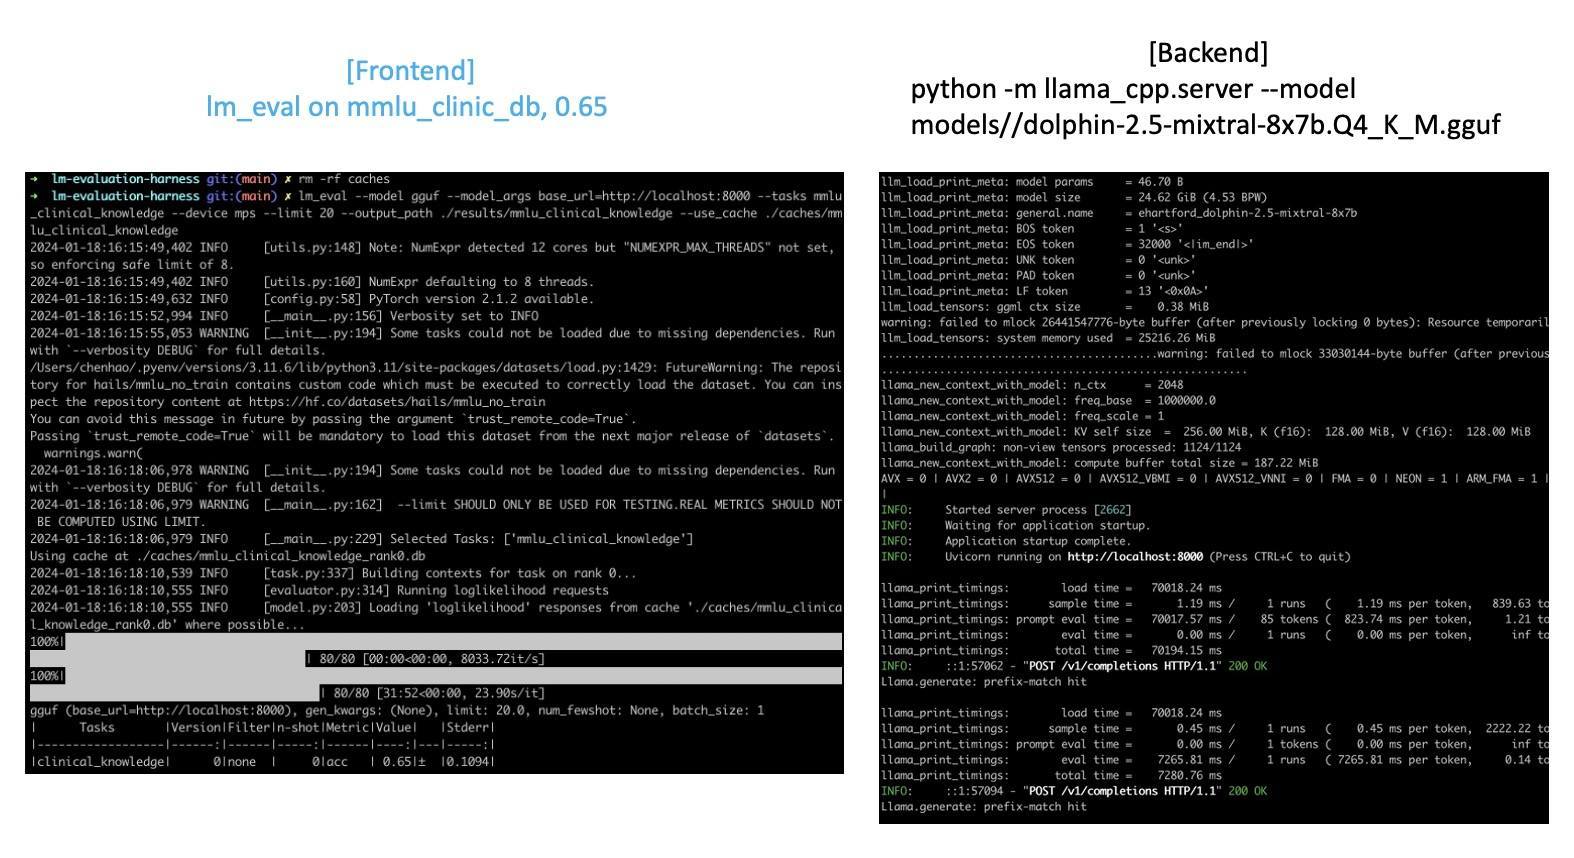 [Frontend]
lm_eval on mmlu_clinic_db, 0.65
➜  lm-evaluation-harness git:(main) ✗ rm -rf caches
➜  lm-evaluation-harness git:(main) ✗ lm_eval --model gguf --model_args base_url=http://localhost:8000 --tasks mmlu
_clinical_knowledge --device mps --limit 20 --output_path ./results/mmlu_clinical_knowledge --use_cache ./caches/mm
lu_clinical_knowledge
2024-01-18:16:15:49,402 INFO     [utils.py:148] Note: NumExpr detected 12 cores but "NUMEXPR_MAX_THREADS" not set,
so enforcing safe limit of 8.
2024-01-18:16:15:49,402 INFO     [utils.py:160] NumExpr defaulting to 8 threads.
2024-01-18:16:15:49,632 INFO     [config.py:58] PyTorch version 2.1.2 available.
2024-01-18:16:15:52,994 INFO     [__main__.py:156] Verbosity set to INFO
2024-01-18:16:15:55,053 WARNING  [__init__.py:194] Some tasks could not be loaded due to missing dependencies. Run
with `--verbosity DEBUG` for full details.
/Users/chenhao/.pyenv/versions/3.11.6/lib/python3.11/site-packages/datasets/load.py:1429: FutureWarning: The reposi
tory for hails/mmlu_no_train contains custom code which must be executed to correctly load the dataset. You can ins
pect the repository content at https://hf.co/datasets/hails/mmlu_no_train
You can avoid this message in future by passing the argument `trust_remote_code=True`.
Passing `trust_remote_code=True` will be mandatory to load this dataset from the next major release of `datasets`.
  warnings.warn(
2024-01-18:16:18:06,978 WARNING  [__init__.py:194] Some tasks could not be loaded due to missing dependencies. Run
with `--verbosity DEBUG` for full details.
2024-01-18:16:18:06,979 WARNING  [__main__.py:162]  --limit SHOULD ONLY BE USED FOR TESTING.REAL METRICS SHOULD NOT
 BE COMPUTED USING LIMIT.
2024-01-18:16:18:06,979 INFO     [__main__.py:229] Selected Tasks: ['mmlu_clinical_knowledge']
Using cache at ./caches/mmlu_clinical_knowledge_rank0.db
2024-01-18:16:18:10,539 INFO     [task.py:337] Building contexts for task on rank 0...
2024-01-18:16:18:10,555 INFO     [evaluator.py:314] Running loglikelihood requests
2024-01-18:16:18:10,555 INFO     [model.py:203] Loading 'loglikelihood' responses from cache './caches/mmlu_clinica
l_knowledge_rank0.db' where possible...
100%|
| 80/80 [00:00<00:00, 8033.72it/s]
100%|
| 80/80 [31:52<00:00, 23.90s/it]
gguf (base_url=http://localhost:8000), gen_kwargs: (None), limit: 20.0, num_fewshot: None, batch_size: 1
|      Tasks       |Version|Filter|n-shot|Metric|Value|   |Stderr|
|------------------|------:|------|-----:|------|----:|---|-----:|
|clinical_knowledge|      0|none  |     0|acc   | 0.65|±  |0.1094|
[Backend]
python -m llama_cpp.server --model
models//dolphin-2.5-mixtral-8x7b.Q4_K_M.gguf
llm_load_print_meta: model params     = 46.70 B
llm_load_print_meta: model size       = 24.62 GiB (4.53 BPW)
llm_load_print_meta: general.name     = ehartford_dolphin-2.5-mixtral-8x7b
llm_load_print_meta: BOS token        = 1 '<s>'
llm_load_print_meta: EOS token        = 32000 '<|im_end|>'
llm_load_print_meta: UNK token        = 0 '<unk>'
llm_load_print_meta: PAD token        = 0 '<unk>'
llm_load_print_meta: LF token         = 13 '<0x0A>'
llm_load_tensors: ggml ctx size       =    0.38 MiB
warning: failed to mlock 26441547776-byte buffer (after previously locking 0 bytes): Resource temporaril
llm_load_tensors: system memory used  = 25216.26 MiB
...........................................warning: failed to mlock 33030144-byte buffer (after previous
.........................................................
llama_new_context_with_model: n_ctx      = 2048
llama_new_context_with_model: freq_base  = 1000000.0
llama_new_context_with_model: freq_scale = 1
llama_new_context_with_model: KV self size  =  256.00 MiB, K (f16):  128.00 MiB, V (f16):  128.00 MiB
llama_build_graph: non-view tensors processed: 1124/1124
llama_new_context_with_model: compute buffer total size = 187.22 MiB
AVX = 0 | AVX2 = 0 | AVX512 = 0 | AVX512_VBMI = 0 | AVX512_VNNI = 0 | FMA = 0 | NEON = 1 | ARM_FMA = 1 |
|
INFO:     Started server process [2662]
INFO:     Waiting for application startup.
INFO:     Application startup complete.
INFO:     Uvicorn running on http://localhost:8000 (Press CTRL+C to quit)
llama_print_timings:        load time =   70018.24 ms
llama_print_timings:      sample time =       1.19 ms /     1 runs   (    1.19 ms per token,   839.63 to
llama_print_timings: prompt eval time =   70017.57 ms /    85 tokens (  823.74 ms per token,     1.21 to
llama_print_timings:        eval time =       0.00 ms /     1 runs   (    0.00 ms per token,      inf to
llama_print_timings:       total time =   70194.15 ms
INFO:     ::1:57062 - "POST /v1/completions HTTP/1.1" 200 OK
Llama.generate: prefix-match hit
llama_print_timings:        load time =   70018.24 ms
llama_print_timings:      sample time =       0.45 ms /     1 runs   (    0.45 ms per token,  2222.22 to
llama_print_timings: prompt eval time =       0.00 ms /     1 tokens (    0.00 ms per token,      inf to
llama_print_timings:        eval time =    7265.81 ms /     1 runs   ( 7265.81 ms per token,     0.14 to
llama_print_timings:       total time =    7280.76 ms
INFO:     ::1:57094 - "POST /v1/completions HTTP/1.1" 200 OK
Llama.generate: prefix-match hit